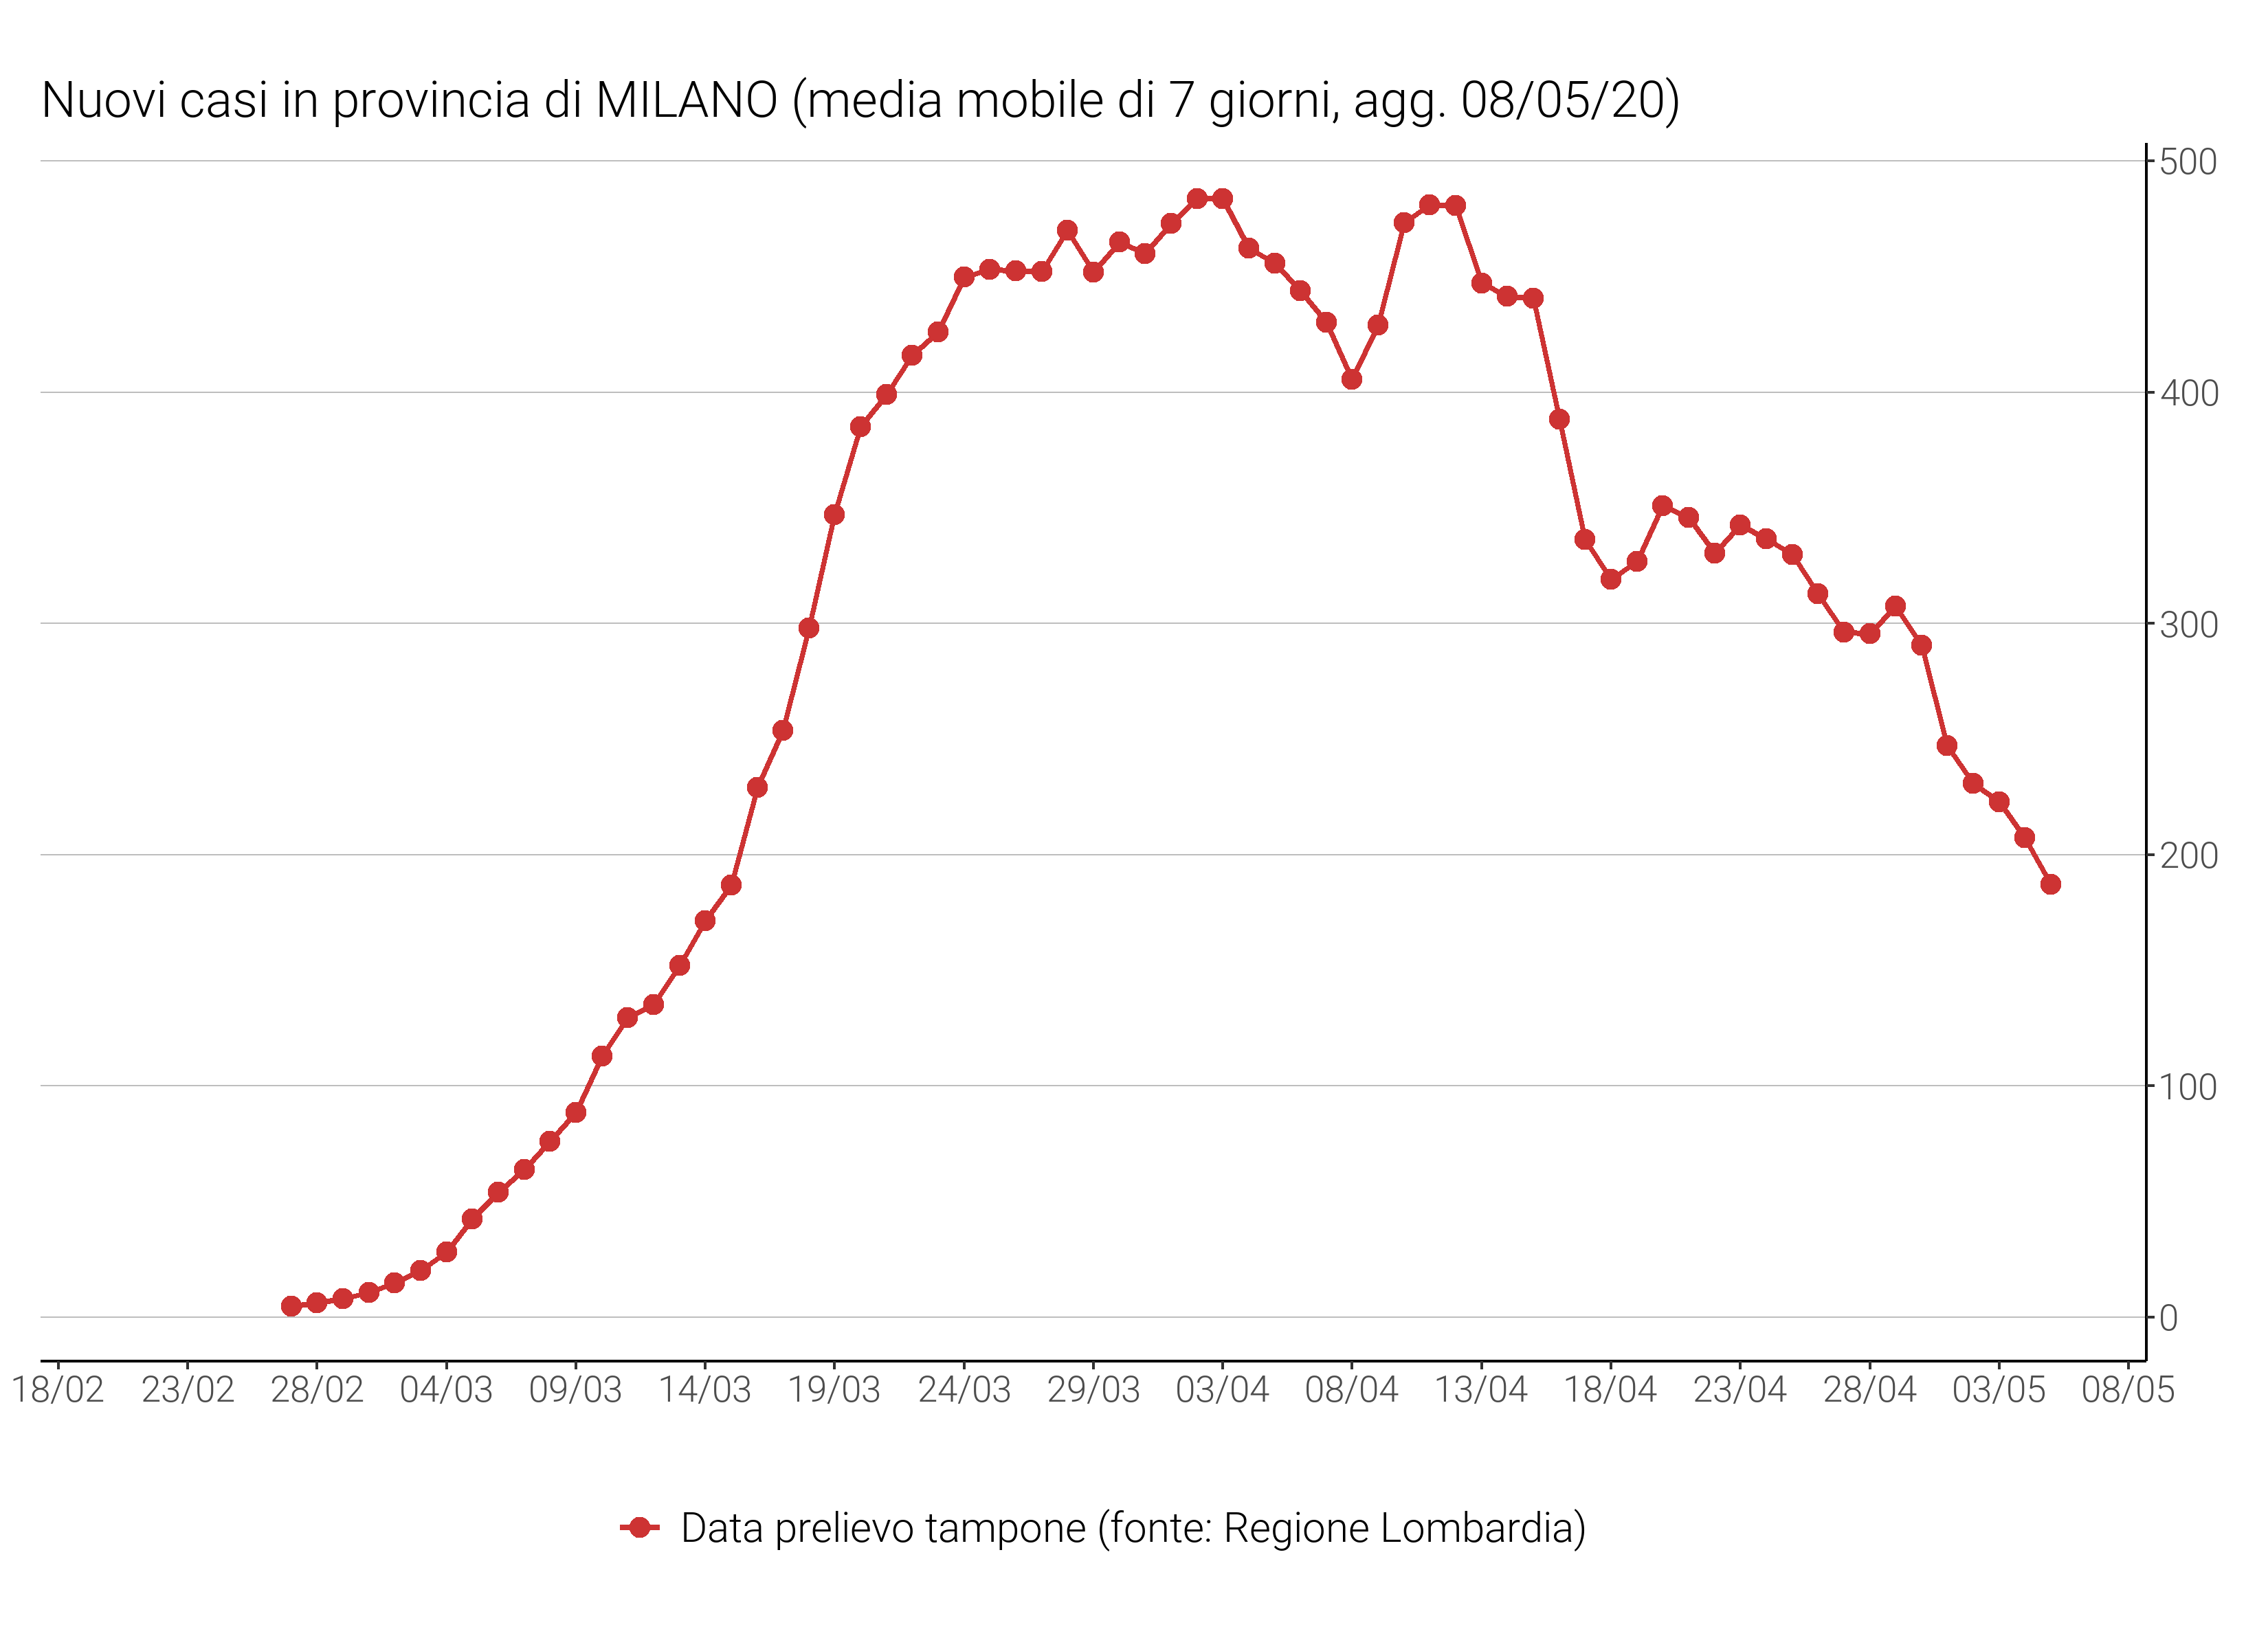 Nuovi casi in provincia di MILANO (media mobile di 7 giorni, agg. 08/05/20)
500
400
300
200
100
0
18/02 23/02 28/02 04/03 09/03 14/03 19/03 24/03 29/03 03/04 08/04 13/04 18/04 23/04 28/04 03/05 08/05
Data prelievo tampone (fonte: Regione Lombardia)